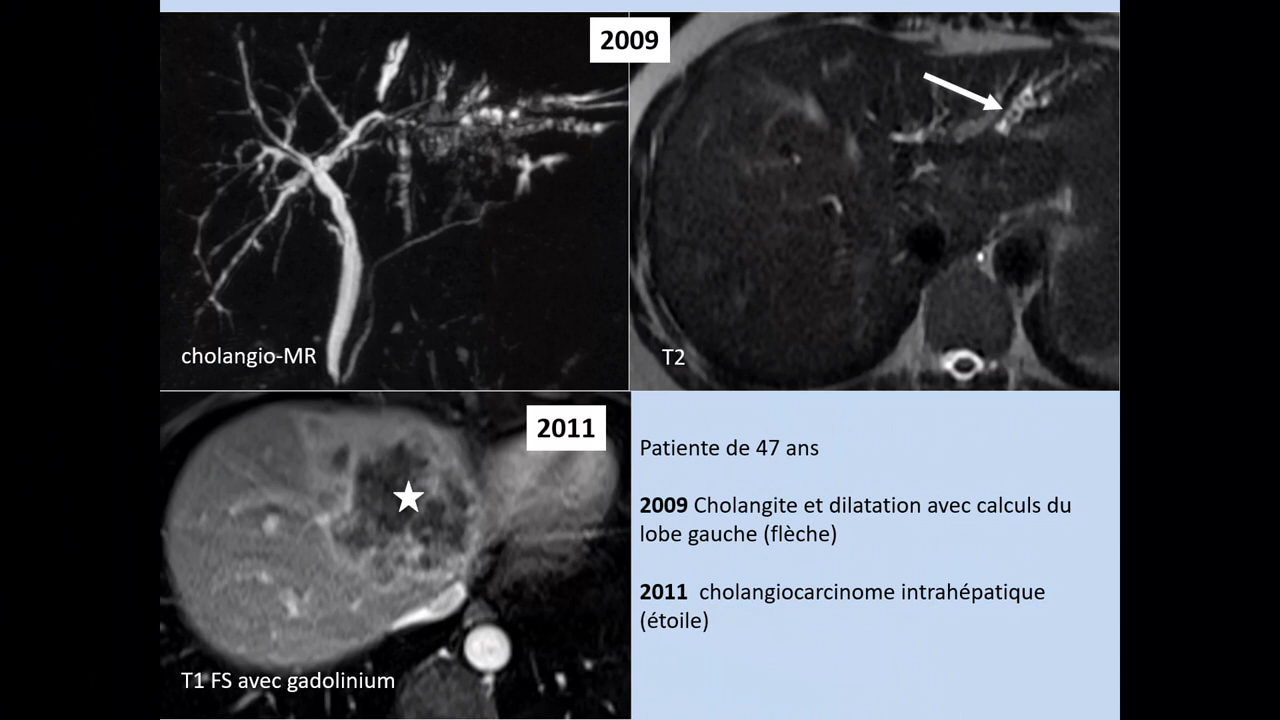 2009
cholangio-MR
T2
2011
T1 FS avec gadolinium
Patiente de 47 ans
2009 Cholangite et dilatation avec calculs du
lobe gauche (flèche)
2011 cholangiocarcinome intrahépatique
(étoile)